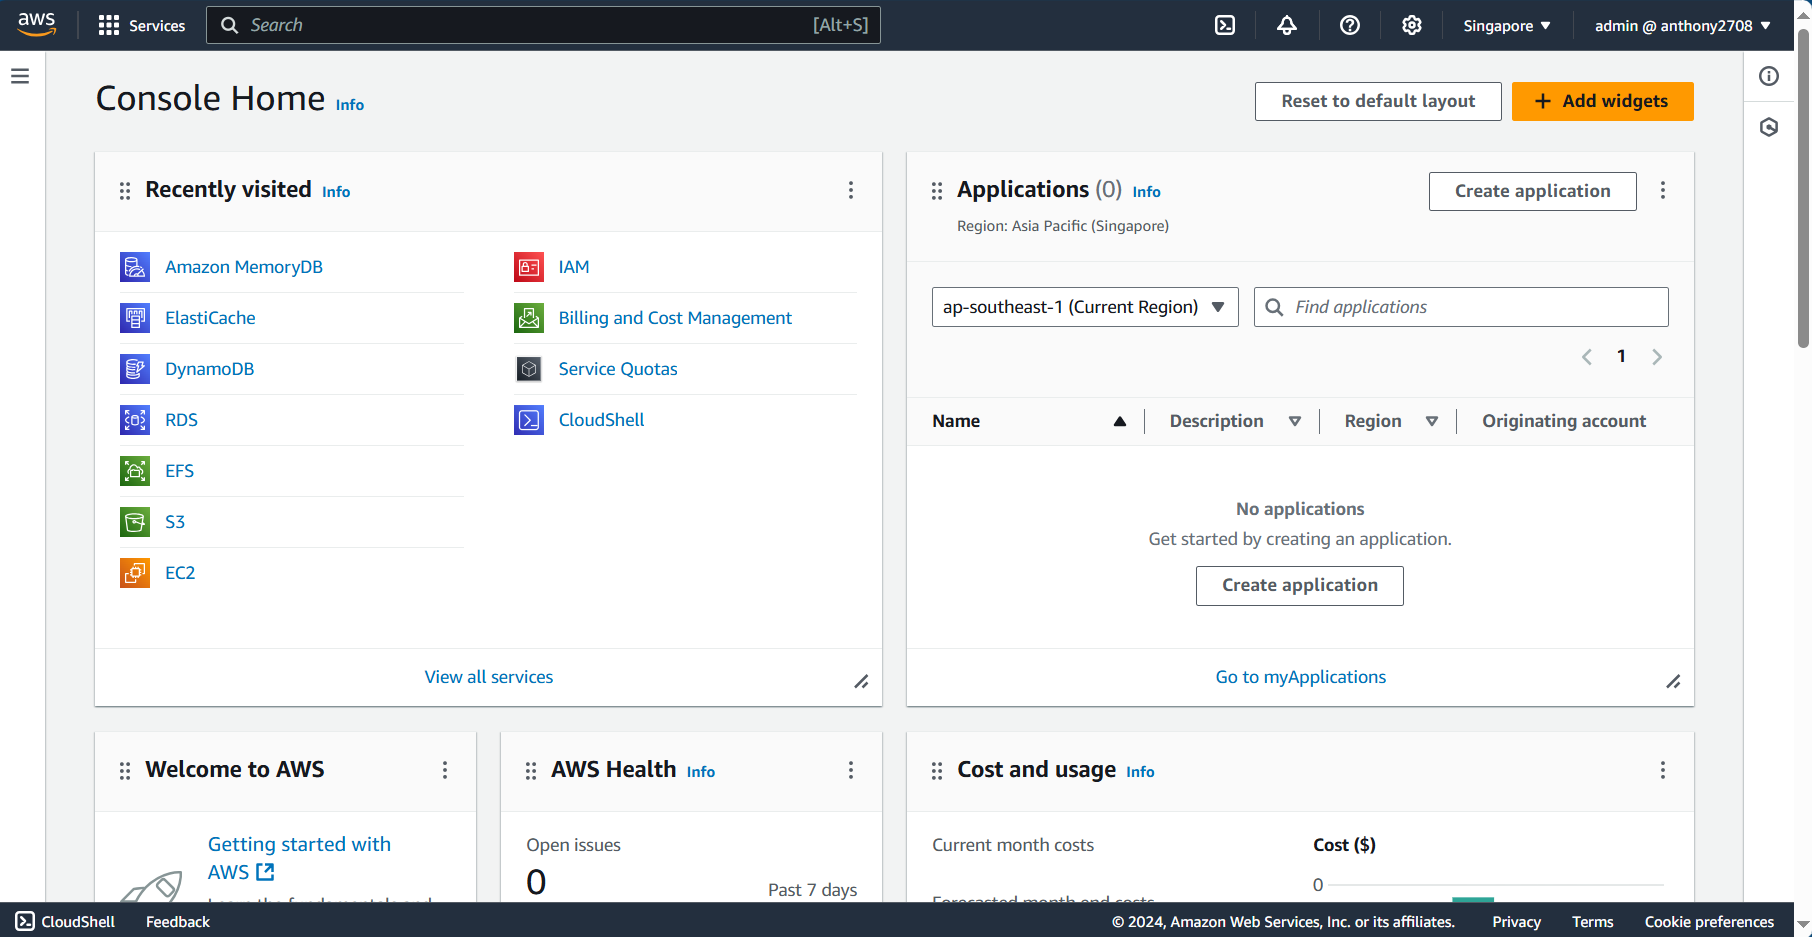 aws
Services
Search
[Alt+S]
Singapore
admin @ anthony2708
Console Home
Info
Reset to default layout
Add widgets
Recently visited
Info
Amazon MemoryDB
ElastiCache
DynamoDB
RDS
EFS
S3
EC2
IAM
Billing and Cost Management
Service Quotas
CloudShell
View all services
Applications (0)
Info
Region: Asia Pacific (Singapore)
Create application
ap-southeast-1 (Current Region)
Find applications
1
Name
Description
Region
Originating account
No applications
Get started by creating an application.
Create application
Go to myApplications
Welcome to AWS
Getting started with
AWS
AWS Health
Info
Open issues
0
Past 7 days
Cost and usage
Info
Current month costs
Forecasted month end costs
Cost ($)
0
CloudShell
Feedback
© 2024, Amazon Web Services, Inc. or its affiliates.
Privacy
Terms
Cookie preferences